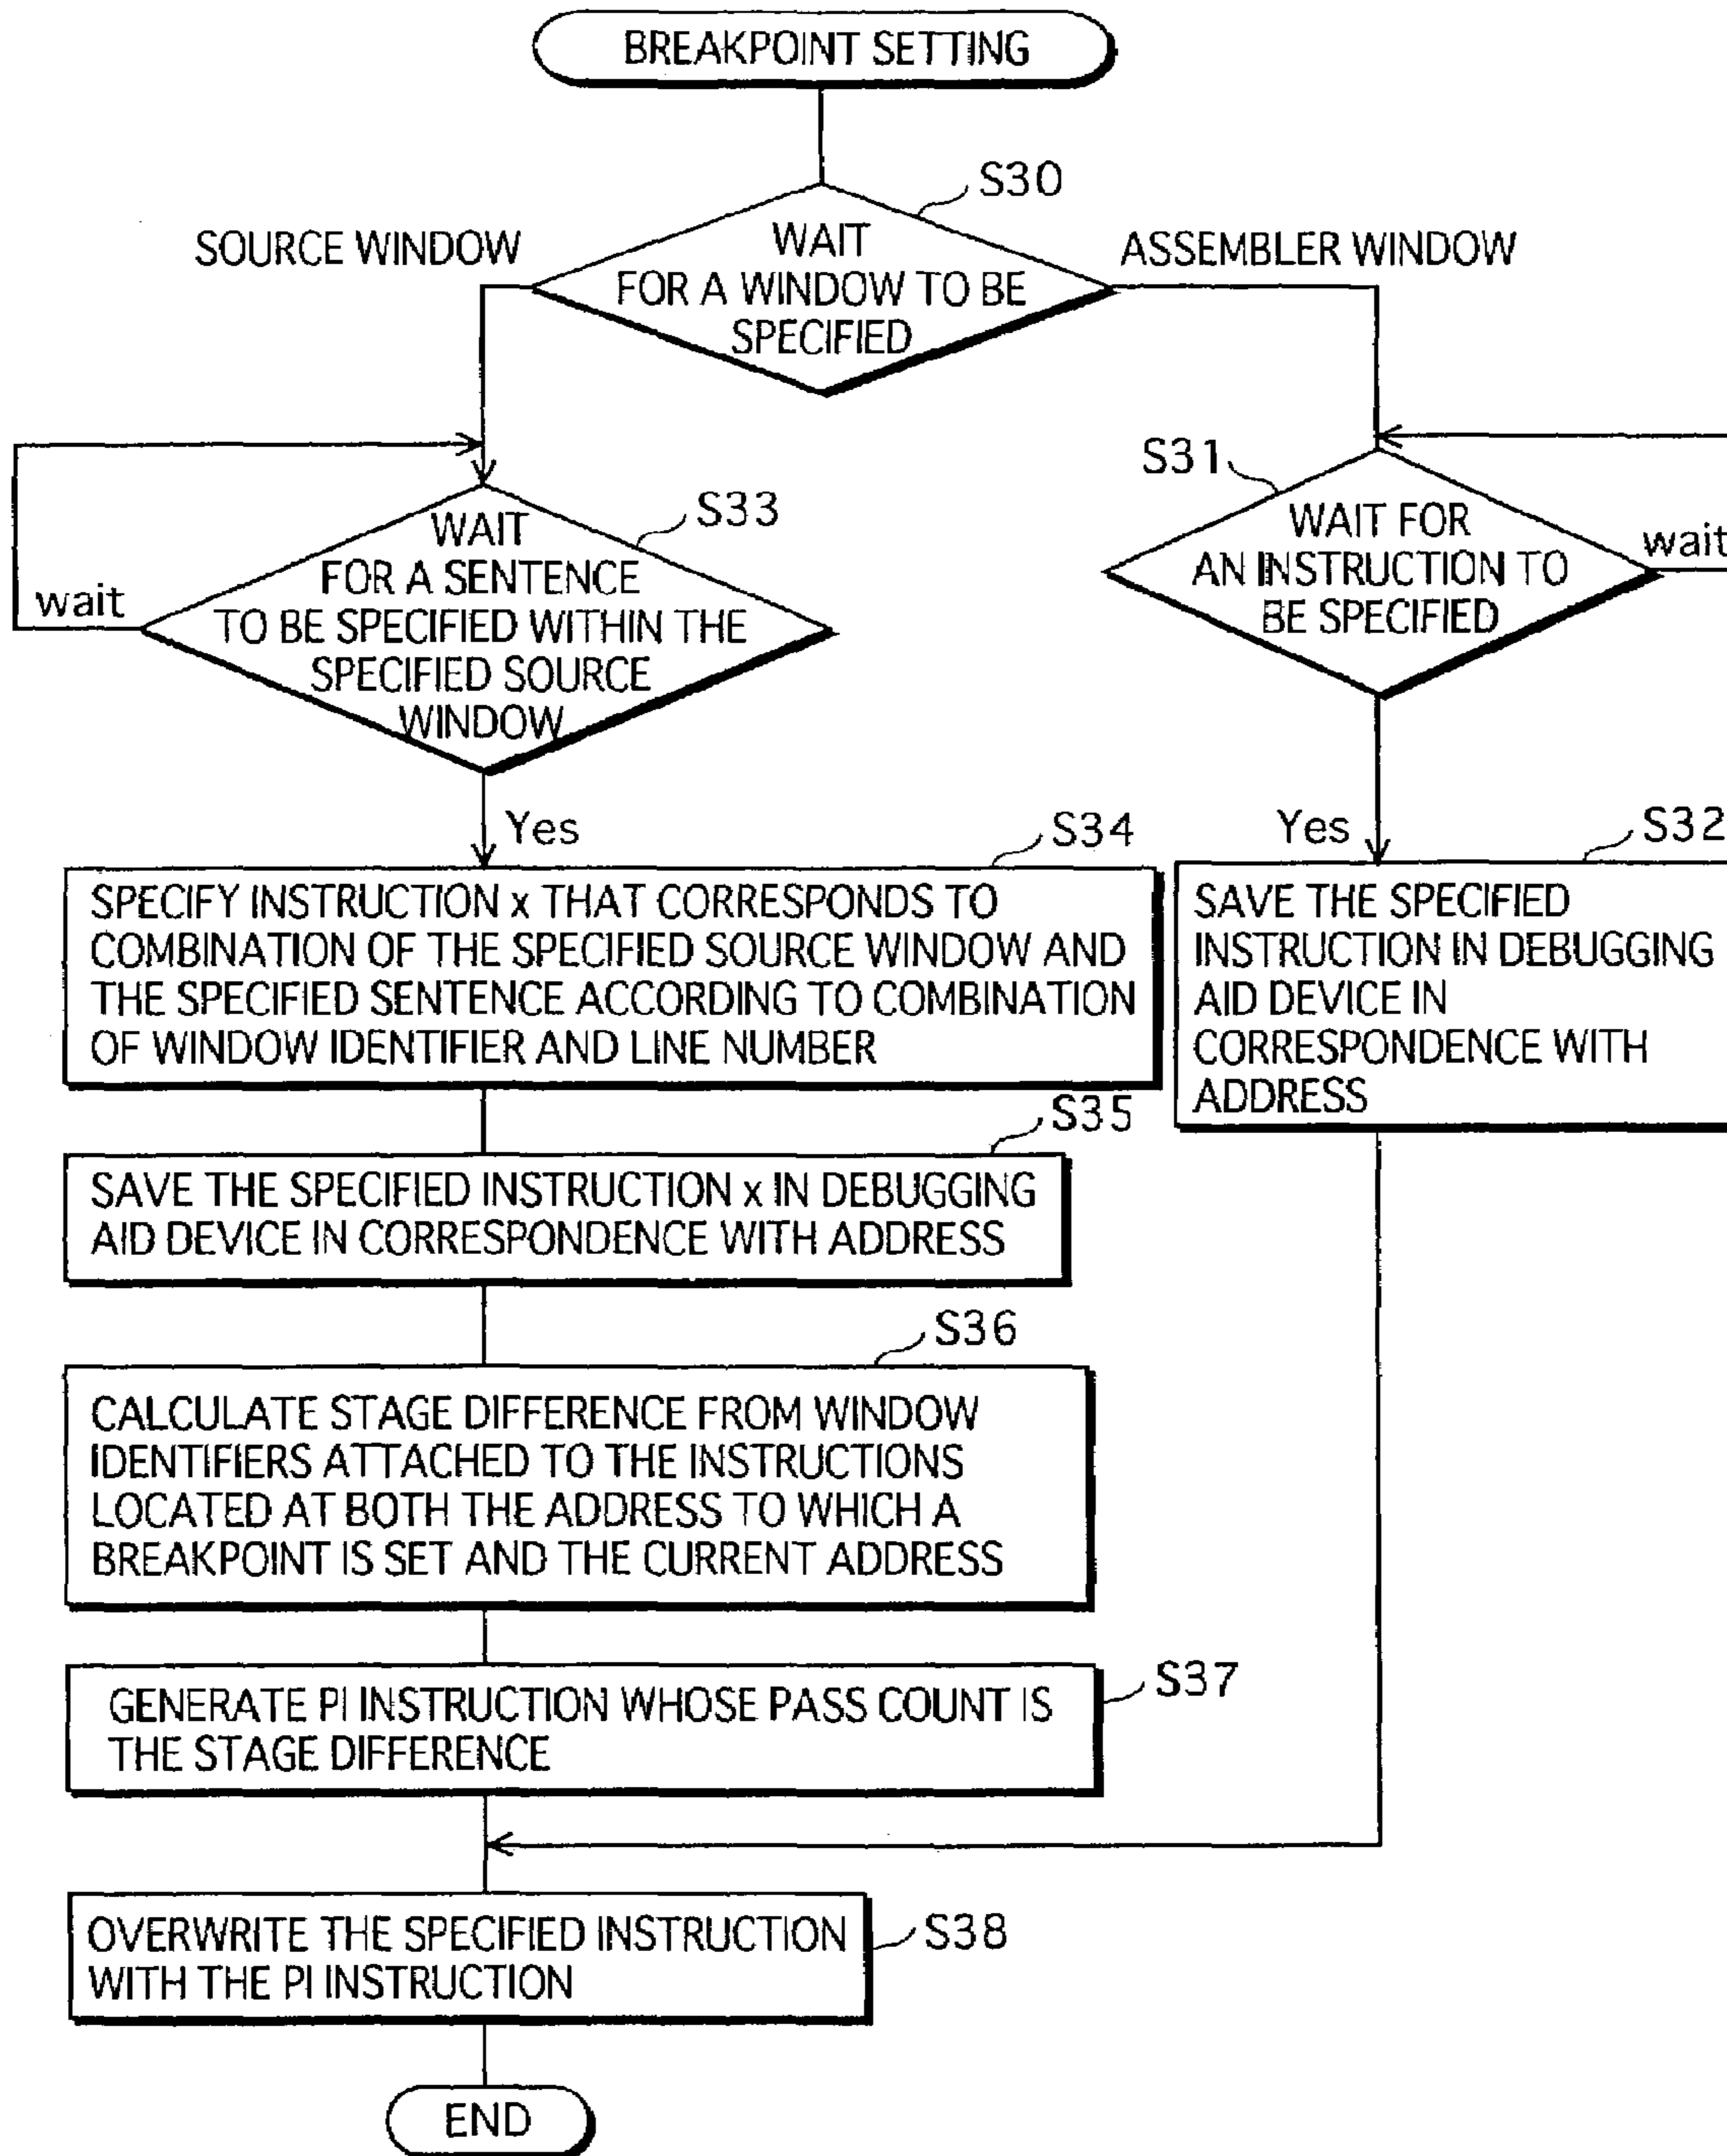 BREAKPOINT SETTING
S30
SOURCE WINDOW
WAIT
FOR A WINDOW TO BE
SPECIFIED
ASSEMBLER WINDOW
S33
WAIT
FOR A SENTENCE
TO BE SPECIFIED WITHIN THE
SPECIFIED SOURCE
WINDOW
wait
Yes
S31
WAIT FOR
AN INSTRUCTION TO
BE SPECIFIED
wait
Yes
S34
SPECIFY INSTRUCTION x THAT CORRESPONDS TO
COMBINATION OF THE SPECIFIED SOURCE WINDOW AND
THE SPECIFIED SENTENCE ACCORDING TO COMBINATION
OF WINDOW IDENTIFIER AND LINE NUMBER
S32
SAVE THE SPECIFIED
INSTRUCTION IN DEBUGGING
AID DEVICE IN
CORRESPONDENCE WITH
ADDRESS
S35
SAVE THE SPECIFIED INSTRUCTION x IN DEBUGGING
AID DEVICE IN CORRESPONDENCE WITH ADDRESS
S36
CALCULATE STAGE DIFFERENCE FROM WINDOW
IDENTIFIERS ATTACHED TO THE INSTRUCTIONS
LOCATED AT BOTH THE ADDRESS TO WHICH A
BREAKPOINT IS SET AND THE CURRENT ADDRESS
S37
GENERATE PI INSTRUCTION WHOSE PASS COUNT IS
THE STAGE DIFFERENCE
S38
OVERWRITE THE SPECIFIED INSTRUCTION
WITH THE PI INSTRUCTION
END